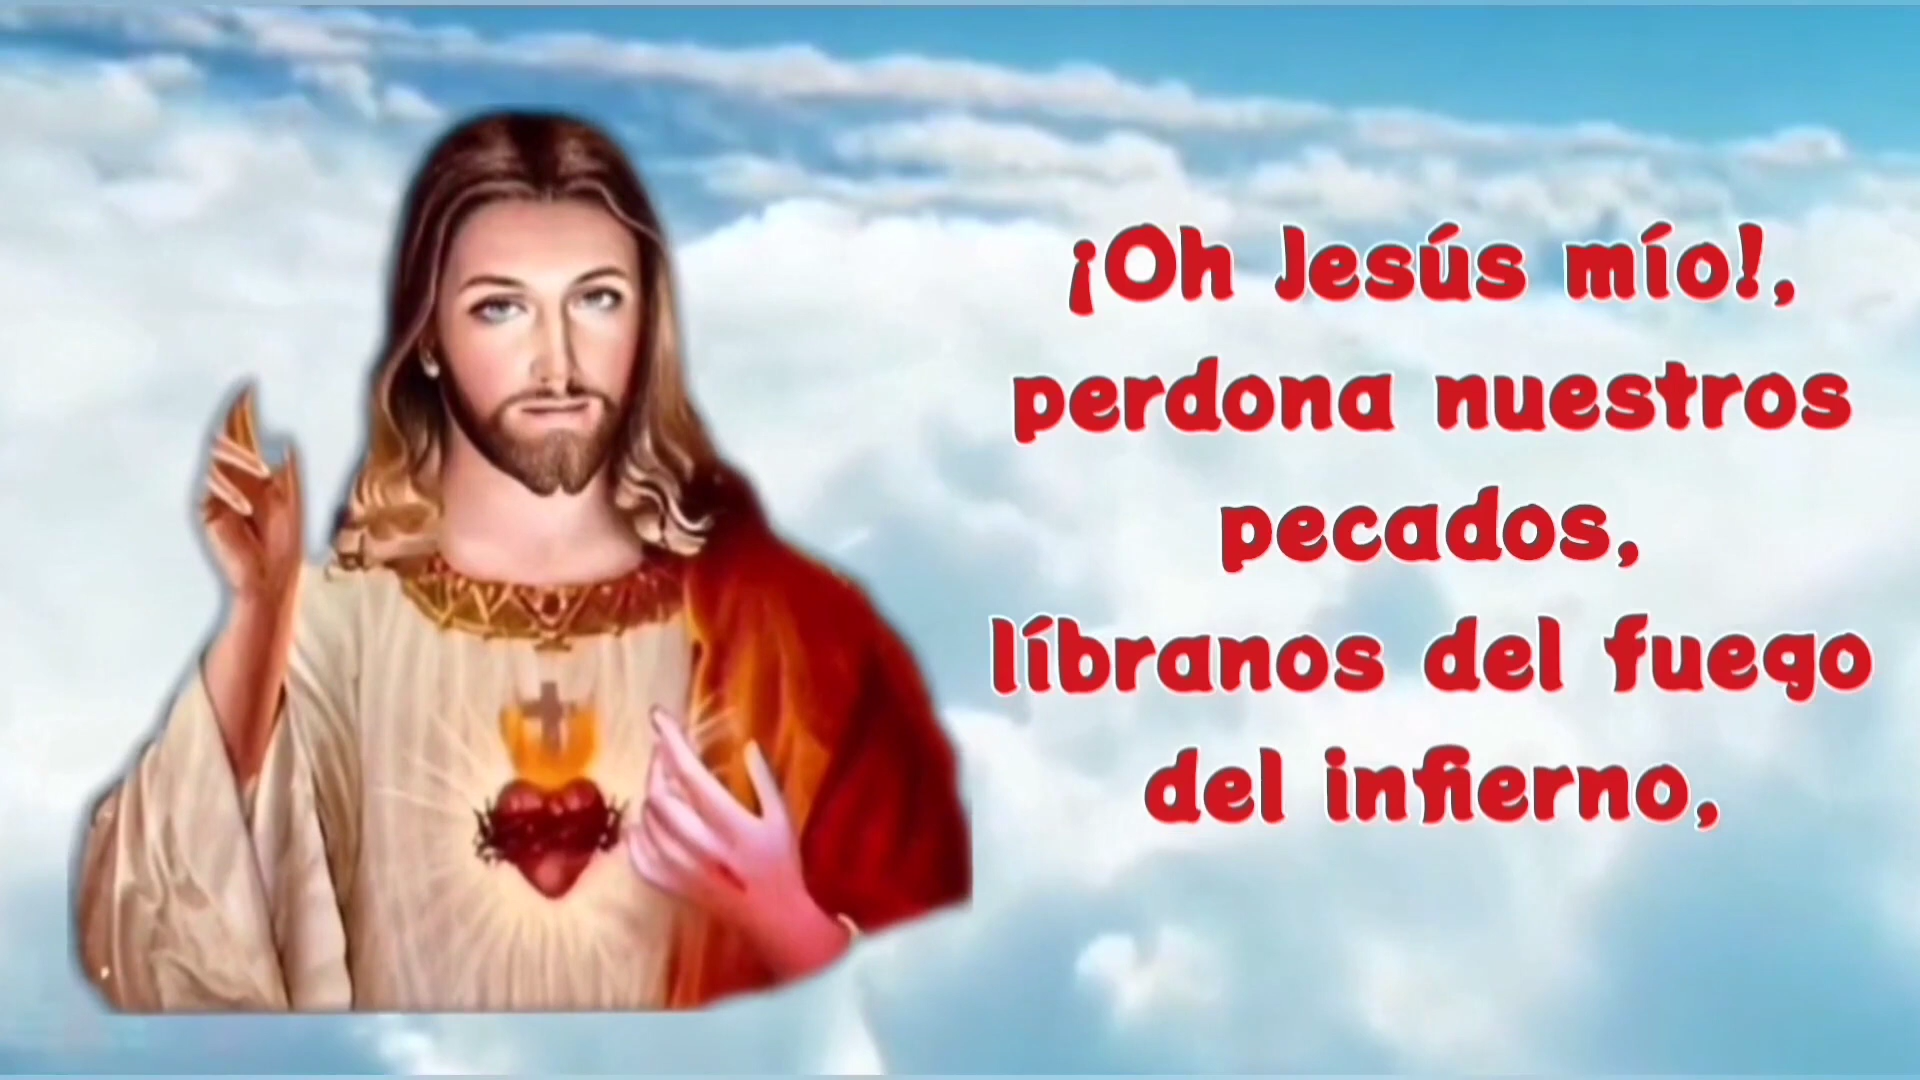 ¡Oh Jesús mío!,
perdona nuestros
pecados,
líbranos del fuego
del infierno,